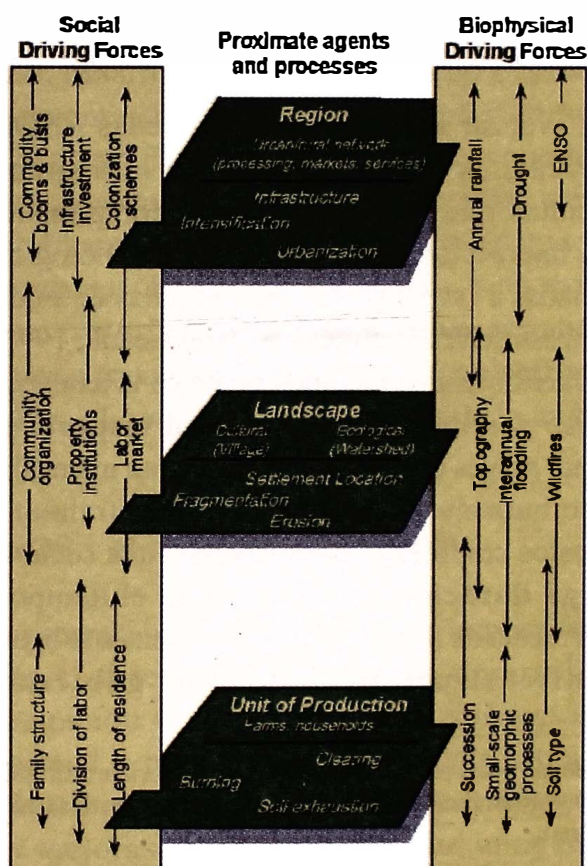 Social
Driving Forces
Proximate agents
and processes
Biophysical
Driving Forces
Commodity
booms & busts
Infrastructure
investment
Colonization
schemes
Community
organization
Property
institutions
Labor
market
Family structure
Division of labor
Length of residence
Region
network
(processing, markets, services)
Infrastructure
Intensification
Urbanization
Landscape
Cultural
(Village)
Ecological
(Watershed)
Settlement Location
Fragmentation
Erosion
Unit of Production
Farms, households
Clearing
Burning
Soil exhaustion
Annual rainfall
Drought
ENSO
Topography
Interannual
flooding
Wildfires
Succession
Small-scale
geomorphic
processes
Soil type